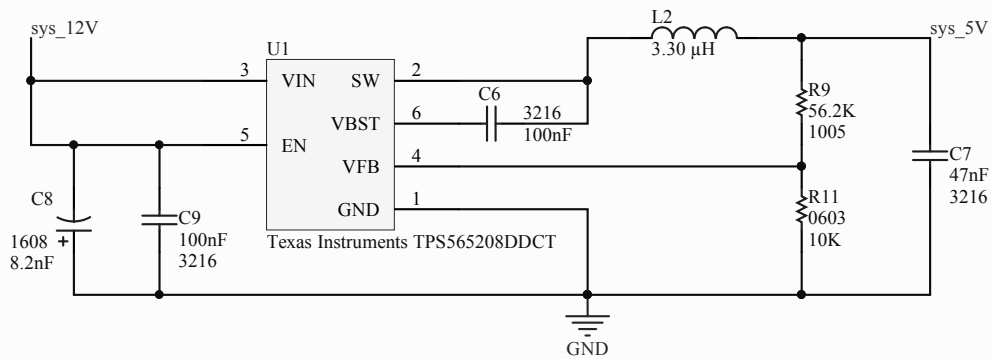 sys_12V
L2
sys_5V
3.30 μH
U1
3
VIN
SW
2
C6
3216
100nF
R9
56.2K
1005
VBST
6
5
EN
VFB
4
C7
47nF
3216
C8
1608
+
8.2nF
C9
100nF
3216
GND
1
R11
0603
10K
Texas Instruments TPS565208DDCT
GND